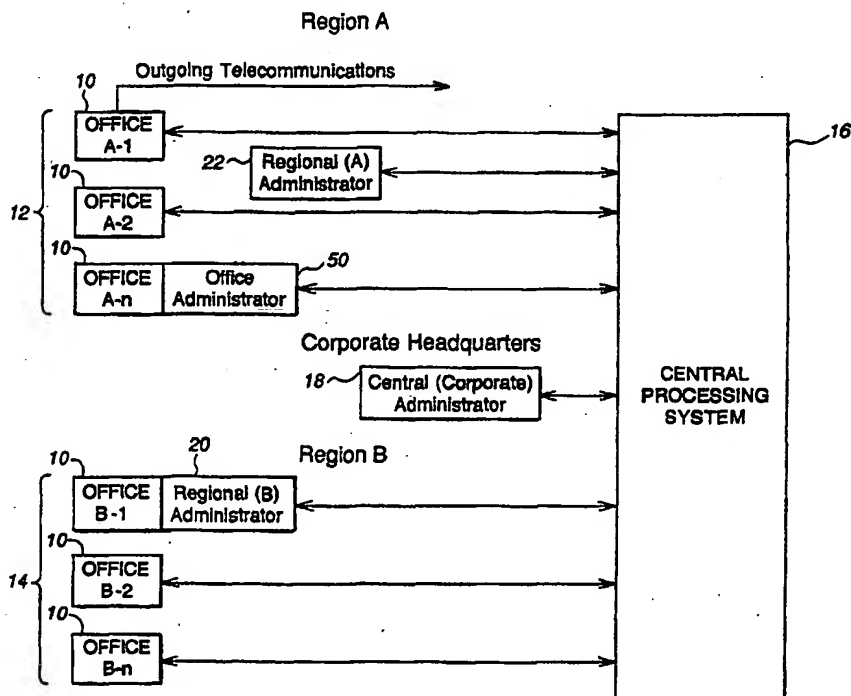 Region A
Outgoing Telecommunications
10
OFFICE
A-1
16
22
Regional (A)
Administrator
10
OFFICE
A-2
12
10
OFFICE
A-n
Office
Administrator
50
Corporate Headquarters
18
Central (Corporate)
Administrator
CENTRAL
PROCESSING
SYSTEM
Region B
10
20
OFFICE
B-1
Regional (B)
Administrator
10
OFFICE
B-2
14
10
OFFICE
B-n